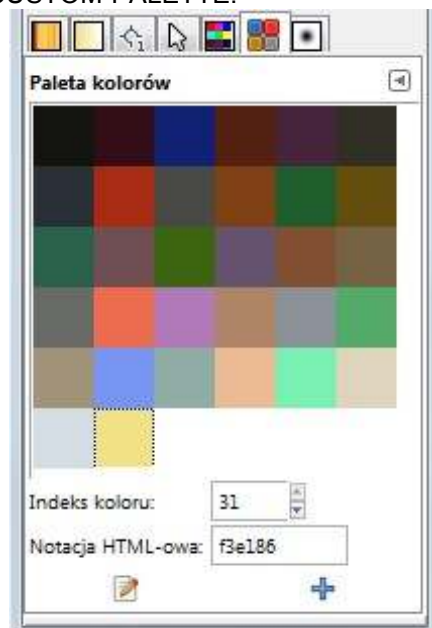 CUSTOM PALETTE:
Paleta kolorów
Indeks koloru: 31
Notacja HTML-owa: f3e186